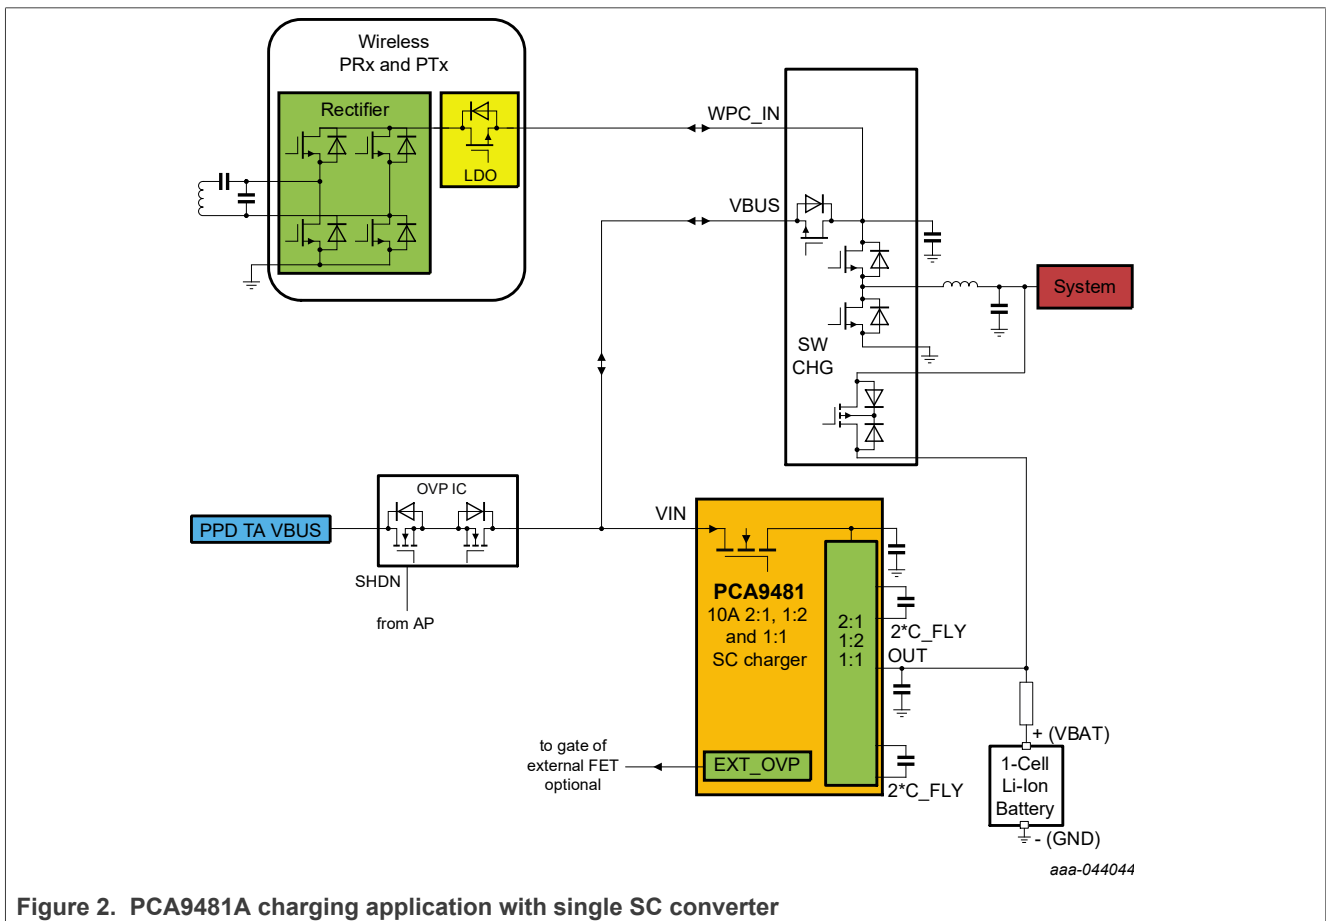 Wireless
PRx and PTx
Rectifier
LDO
WPC_IN
VBUS
SW
CHG
System
OVP IC
PPD TA VBUS
SHDN
from AP
VIN
PCA9481
10A 2:1, 1:2
and 1:1
SC charger
2:1
1:2
1:1
2*C_FLY
OUT
to gate of
external FET
optional
EXT_OVP
2*C_FLY
+ (VBAT)
1-Cell
Li-Ion
Battery
- (GND)
aaa-044044
Figure 2. PCA9481A charging application with single SC converter